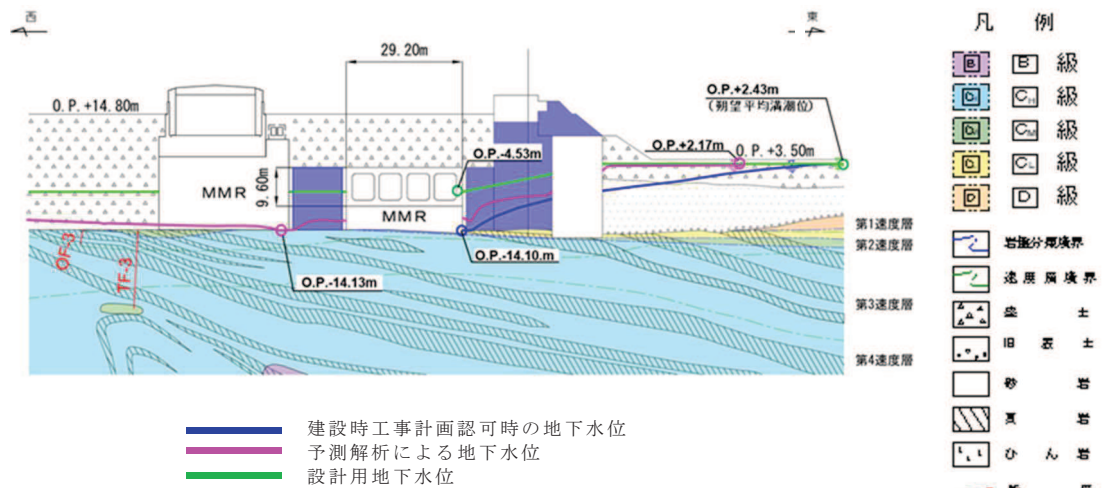 西
東
29.20m
O.P.+2.43m
(朔望平均満潮位)
O.P.+14.80m
O.P.+2.17m
O.P.+3.50m
O.P.-4.53m
9.60m
MMR
MMR
O.P.-14.10.m
O.P.-14.13m
OF-3
TF-3
第1速度層
第2速度層
第3速度層
第4速度層
建設時工事計画認可時の地下水位
予測解析による地下水位
設計用地下水位
凡 例
B B 級
CH 級
CM 級
CL 級
D D 級
岩盤分類境界
速度層境界
盛 土
旧 表 土
砂 岩
頁 岩
ひ ん 岩